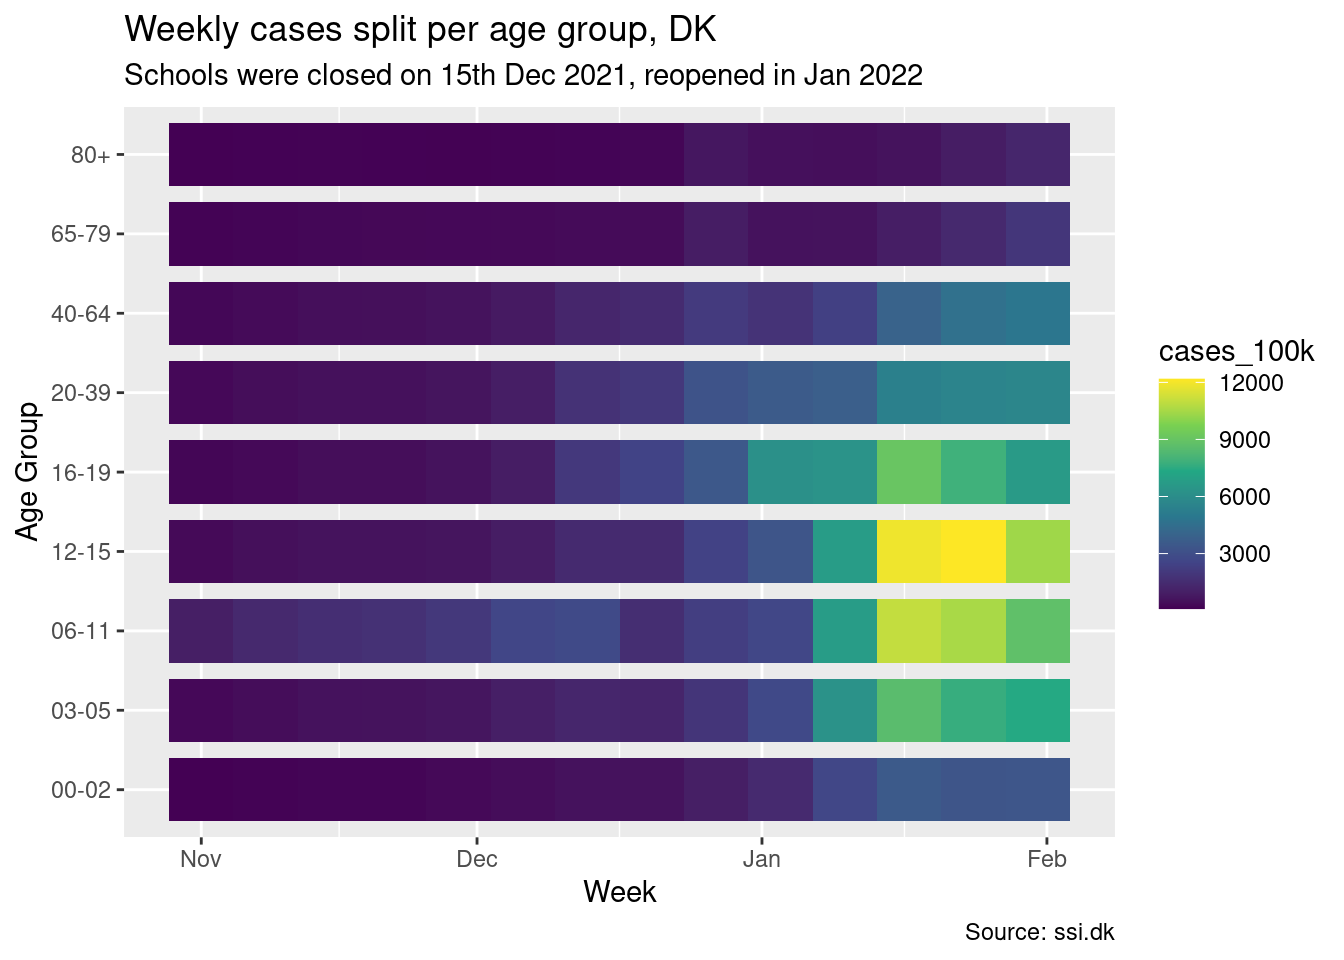 Weekly cases split per age group, DK
Schools were closed on 15th Dec 2021, reopened in Jan 2022
Age Group
80+
65-79
40-64
20-39
16-19
12-15
06-11
03-05
00-02
Nov Dec Jan Feb
Week
cases_100k
12000
9000
6000
3000
Source: ssi.dk